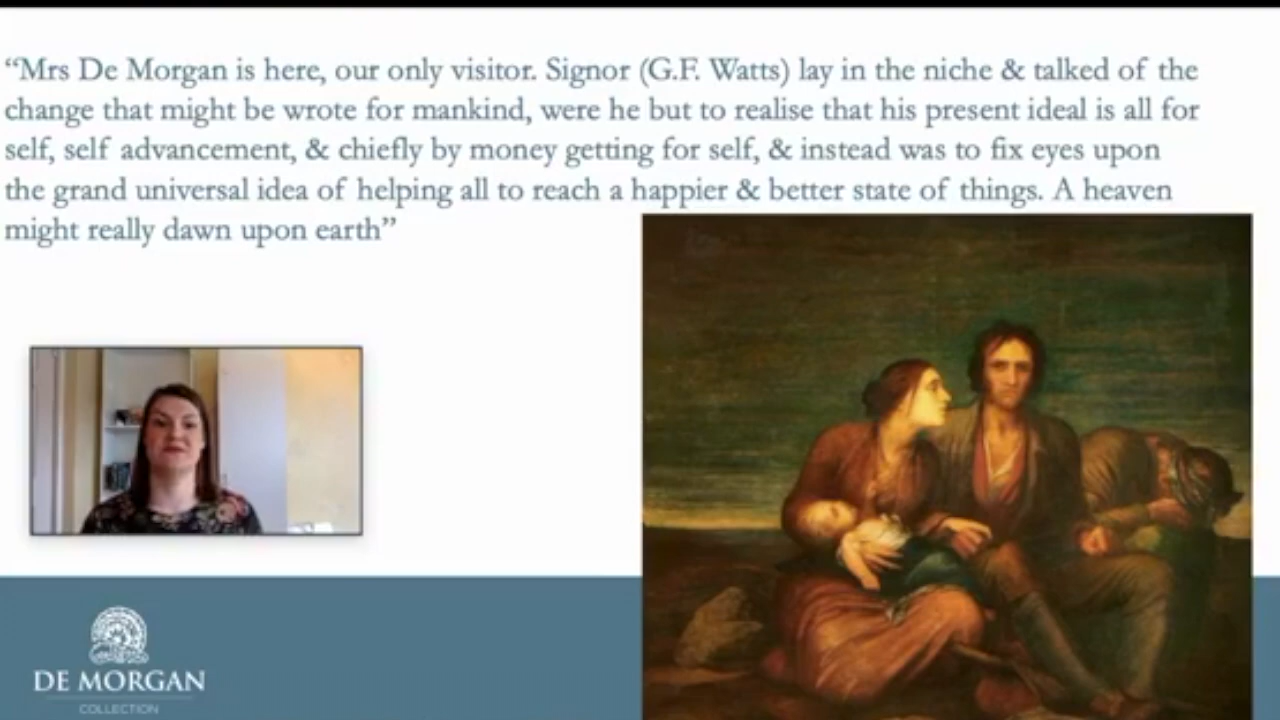 “Mrs De Morgan is here, our only visitor. Signor (G.F. Watts) lay in the niche & talked of the
change that might be wrote for mankind, were he but to realise that his present ideal is all for
self, self advancement, & chiefly by money getting for self, & instead was to fix eyes upon
the grand universal idea of helping all to reach a happier & better state of things. A heaven
might really dawn upon earth”
DE MORGAN
COLLECTION